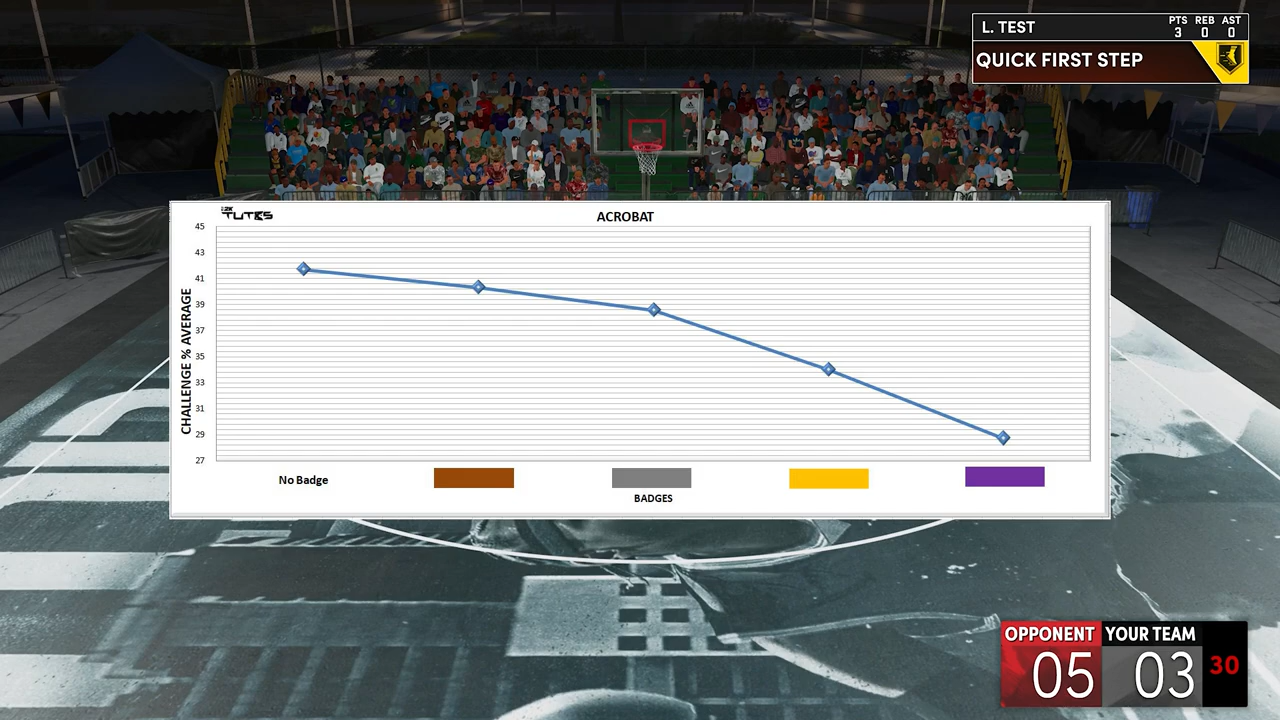 L. TEST
PTS REB AST
3 0 0
QUICK FIRST STEP
2K
TUTES
ACROBAT
CHALLENGE % AVERAGE
45
43
41
39
37
35
33
31
29
27
No Badge
BADGES
OPPONENT YOUR TEAM
05 03 30